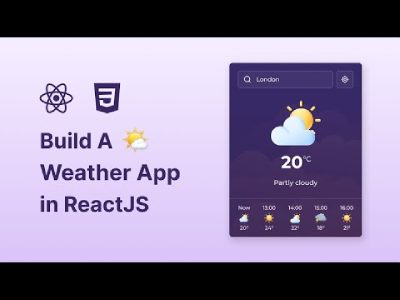 Build A
Weather App
in ReactJS
London
20°C
Partly cloudy
Now 13:00 14:00 15:00 16:00
20° 24° 22° 18° 21°
3